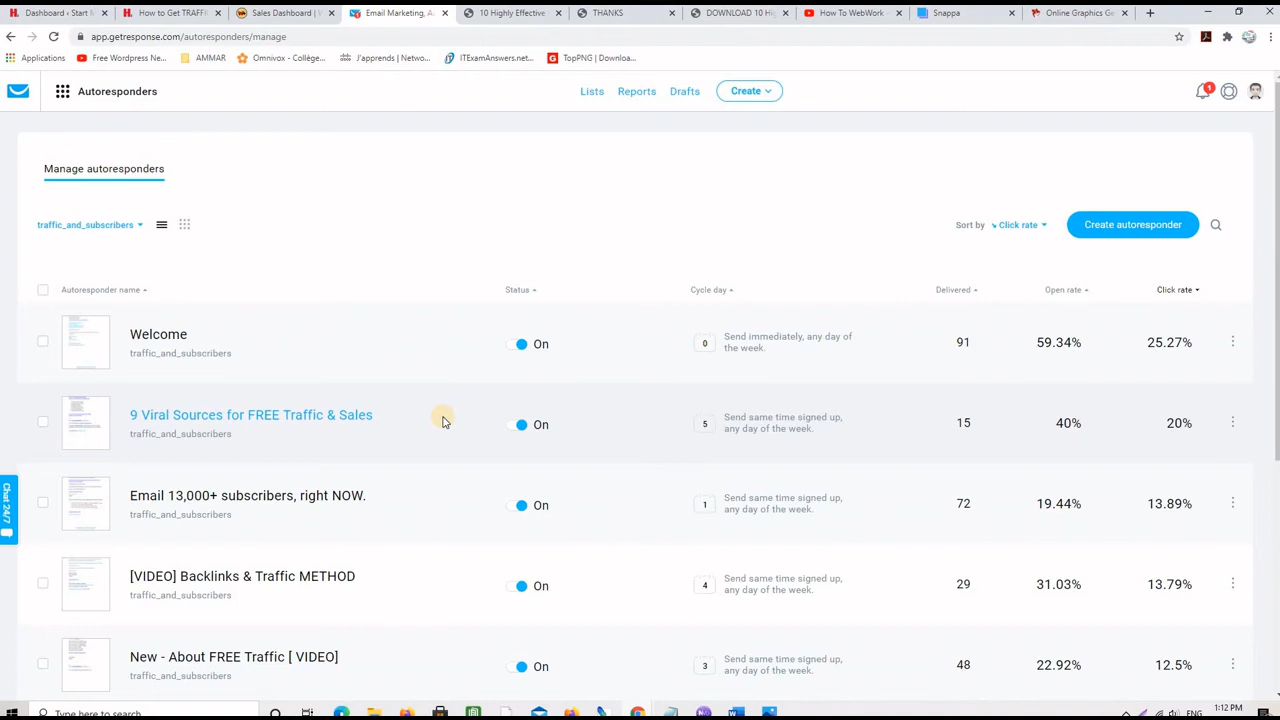 Dashboard ‹ Start M
How to Get TRAFFI
Sales Dashboard | W
Email Marketing, A
10 Highly Effective
THANKS
DOWNLOAD 10 Hig
How To WebWork -
Snappa
Online Graphics Ge
app.getresponse.com/autoresponders/manage
Applications
Free Wordpress Ne...
AMMAR
Omnivox - Collège...
J'apprends | Netwo...
ITExamAnswers.net...
TopPNG | Downloa...
Autoresponders
Lists
Reports
Drafts
Create
1
Manage autoresponders
traffic_and_subscribers
Sort by
Click rate
Create autoresponder
Autoresponder name
Status
Cycle day
Delivered
Open rate
Click rate
Welcome
traffic_and_subscribers
On
0
Send immediately, any day of
the week.
91
59.34%
25.27%
9 Viral Sources for FREE Traffic & Sales
traffic_and_subscribers
On
5
Send same time signed up,
any day of the week.
15
40%
20%
Email 13,000+ subscribers, right NOW.
traffic_and_subscribers
On
1
Send same time signed up,
any day of the week.
72
19.44%
13.89%
[VIDEO] Backlinks & Traffic METHOD
traffic_and_subscribers
On
4
Send same time signed up,
any day of the week.
29
31.03%
13.79%
New - About FREE Traffic [ VIDEO]
traffic_and_subscribers
On
3
Send same time signed up,
any day of the week.
48
22.92%
12.5%
Chat 24/7
Type here to search
1:12 PM